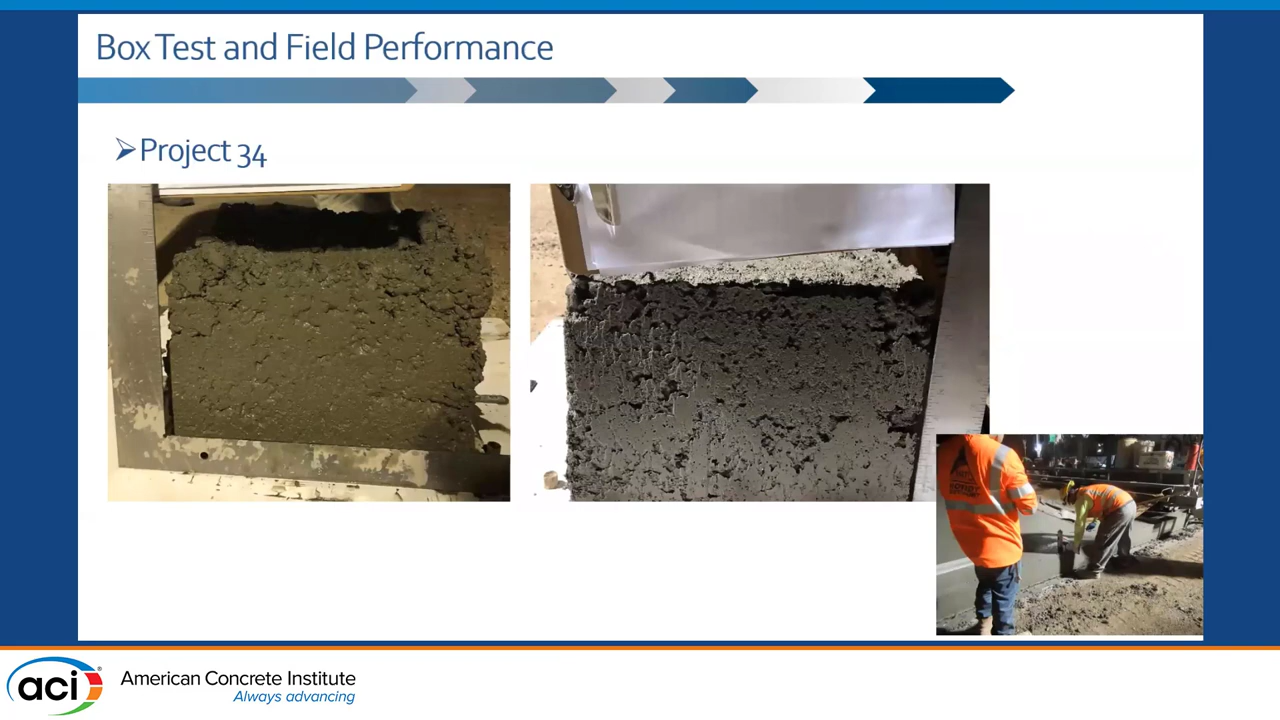 Box Test and Field Performance
Project 34
aci®
American Concrete Institute
Always advancing